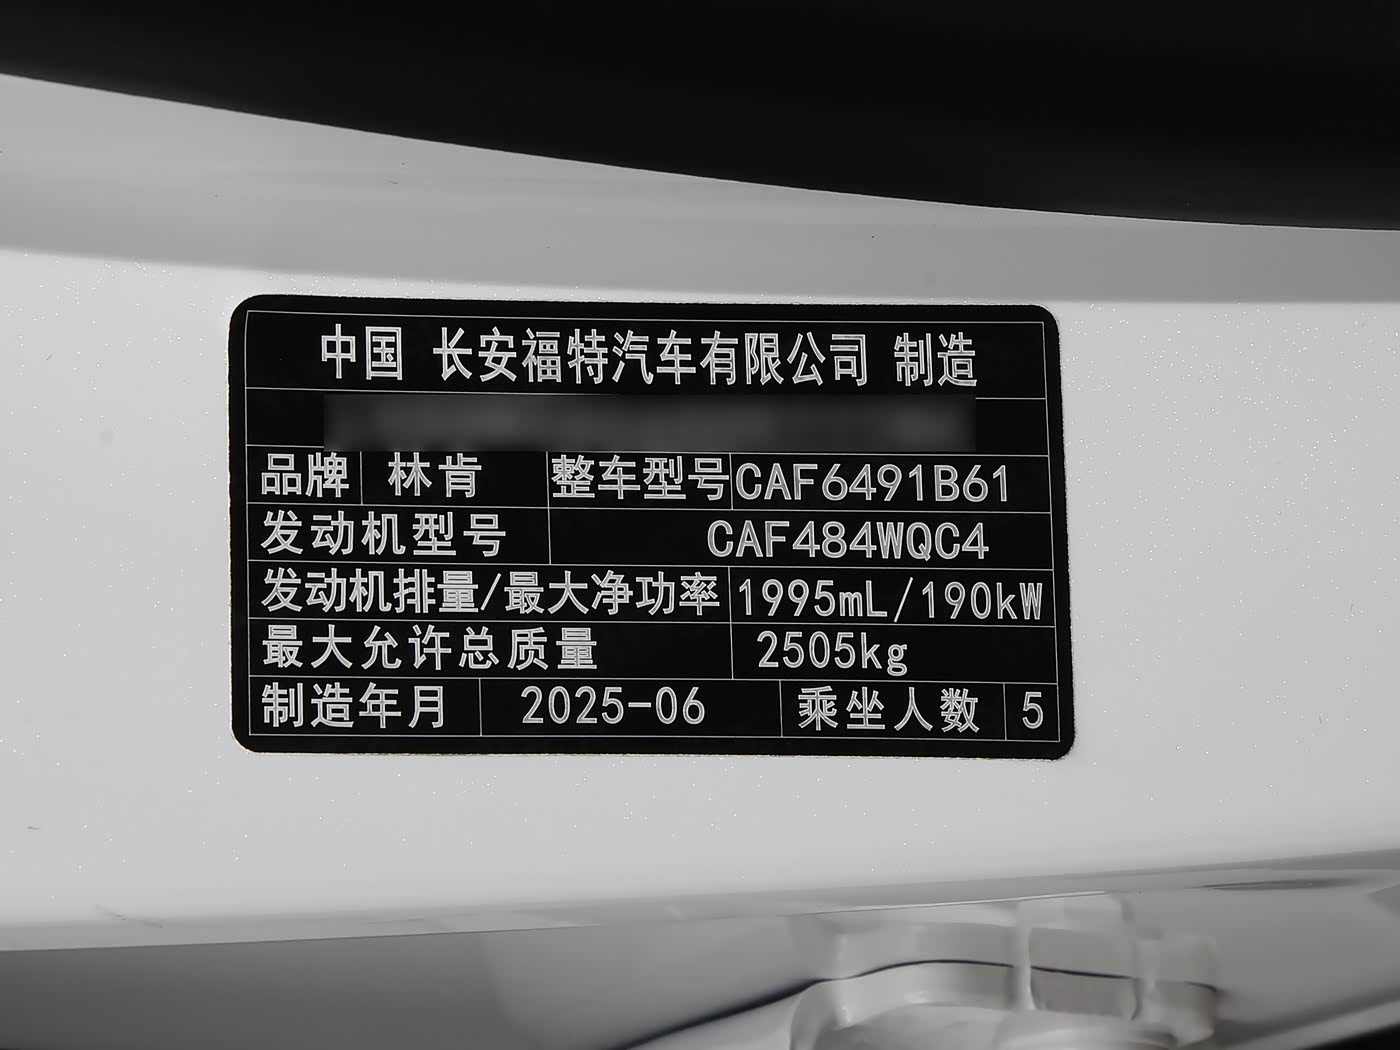 中国 长安福特汽车有限公司 制造
品牌 林肯 整车型号 CAF6491B61
发动机型号 CAF484WQC4
发动机排量/最大净功率 1995mL/190kW
最大允许总质量 2505kg
制造年月 2025-06 乘坐人数 5